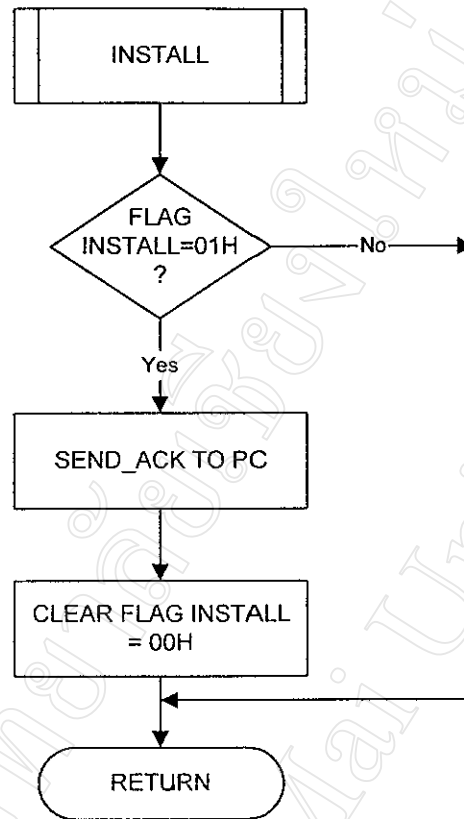 INSTALL
FLAG
INSTALL=01H
?
No
Yes
SEND_ACK TO PC
CLEAR FLAG INSTALL
= 00H
RETURN